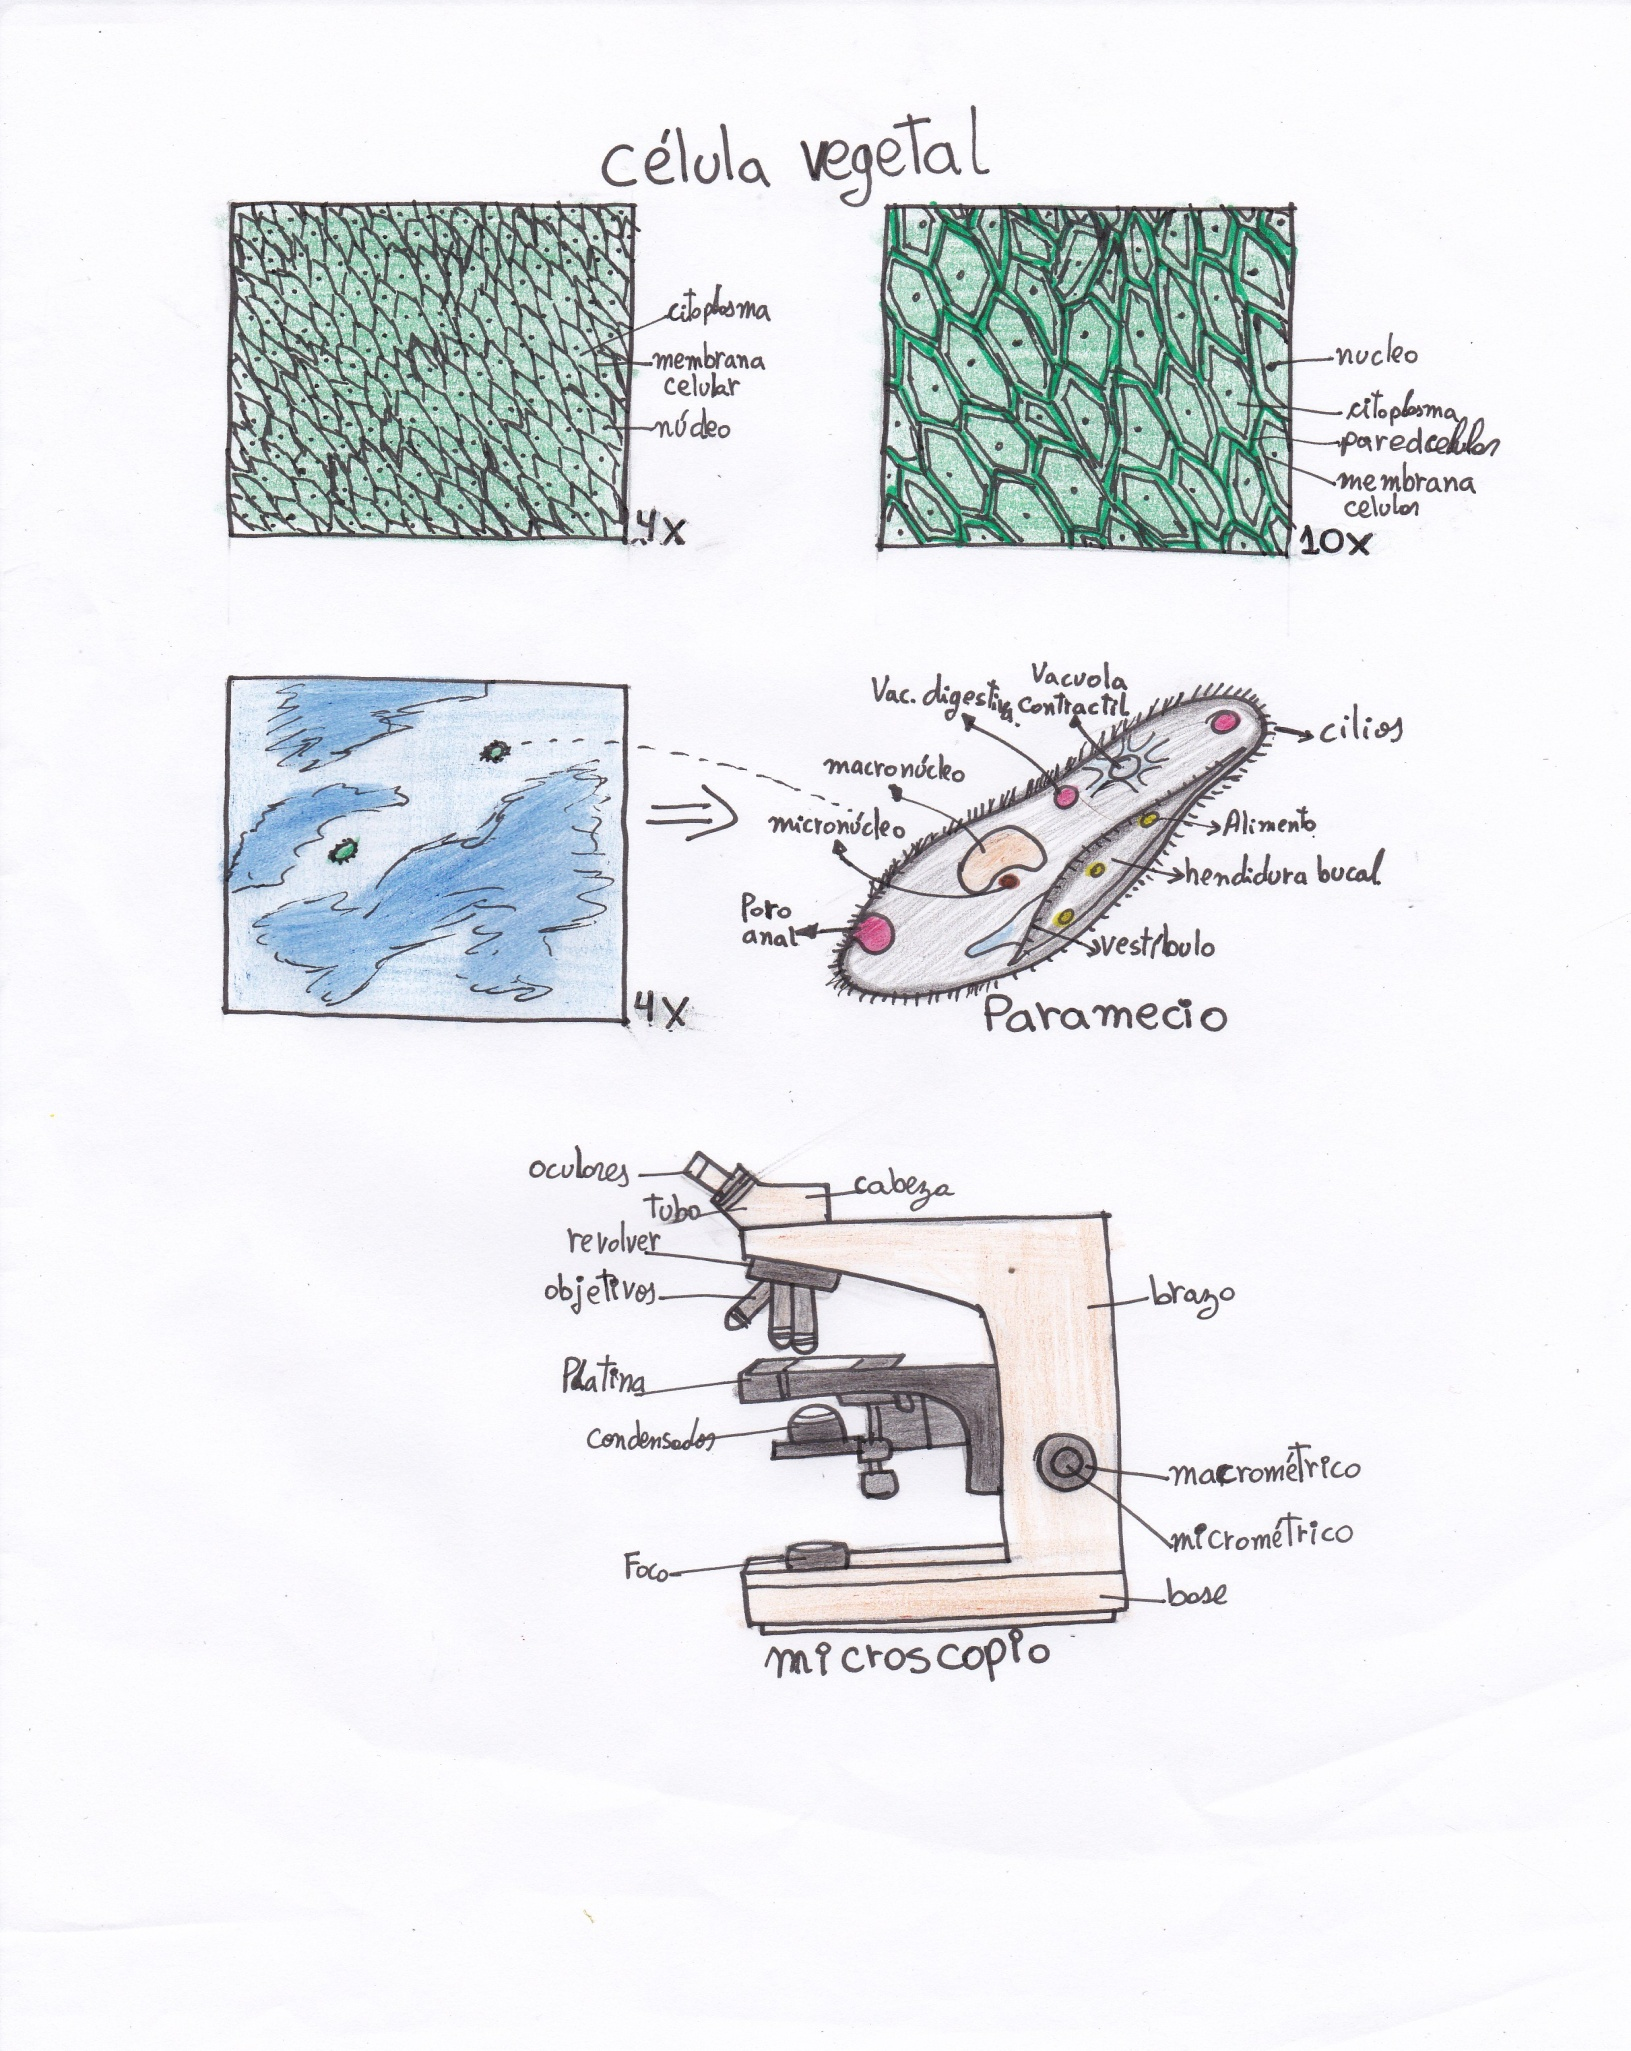 célula vegetal
citoplasma
membrana
celular
núcleo
4x
nucleo
citoplasma
pared celular
membrana
celular
10x
Vacuola
contractil
Vac. digestiva.
cilios
macronúcleo
micronúcleo
Alimento
hendidura bucal
Poro
anal
vestíbulo
Paramecio
4x
oculares
cabeza
tubo
revolver
objetivos
brazo
Platina
condensador
macrométrico
micrométrico
Foco
base
microscopio